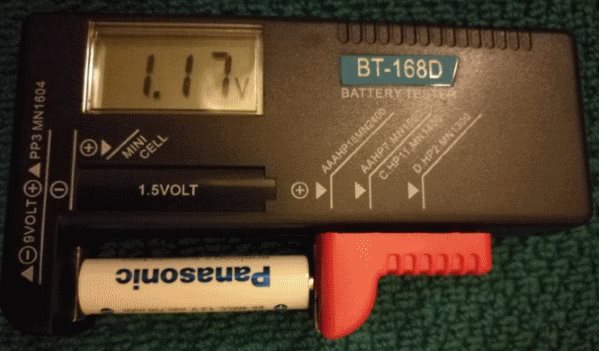 1.17V
BT-168D
BATTERY TESTER
PP3 MN1604
9VOLT
MINI
CELL
1.5VOLT
AAAHP16MN2400
AAHP7.MN1500
C.HP11.MN1400
D.HP2.MN1300
Panasonic